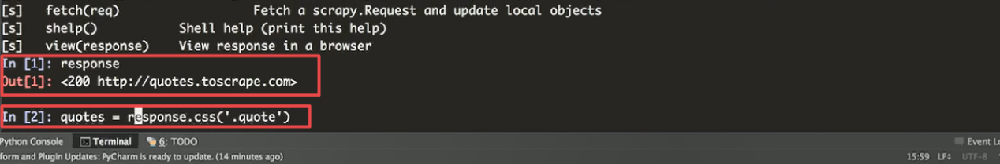 [s]   fetch(req)                  Fetch a scrapy.Request and update local objects
[s]   shelp()           Shell help (print this help)
[s]   view(response)    View response in a browser
In [1]: response
Out[1]: <200 http://quotes.toscrape.com>
In [2]: quotes = response.css('.quote')
Python Console   Terminal   6: TODO   Event Lo
form and Plugin Updates: PyCharm is ready to update. (14 minutes ago)   15:59   LF   UTF-8